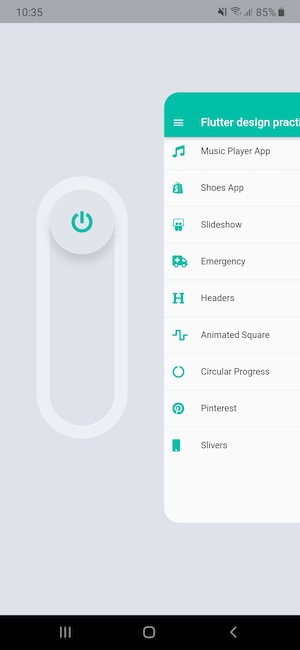 10:35
85%
Flutter design practi
Music Player App
Shoes App
Slideshow
Emergency
H Headers
Animated Square
Circular Progress
Pinterest
Slivers